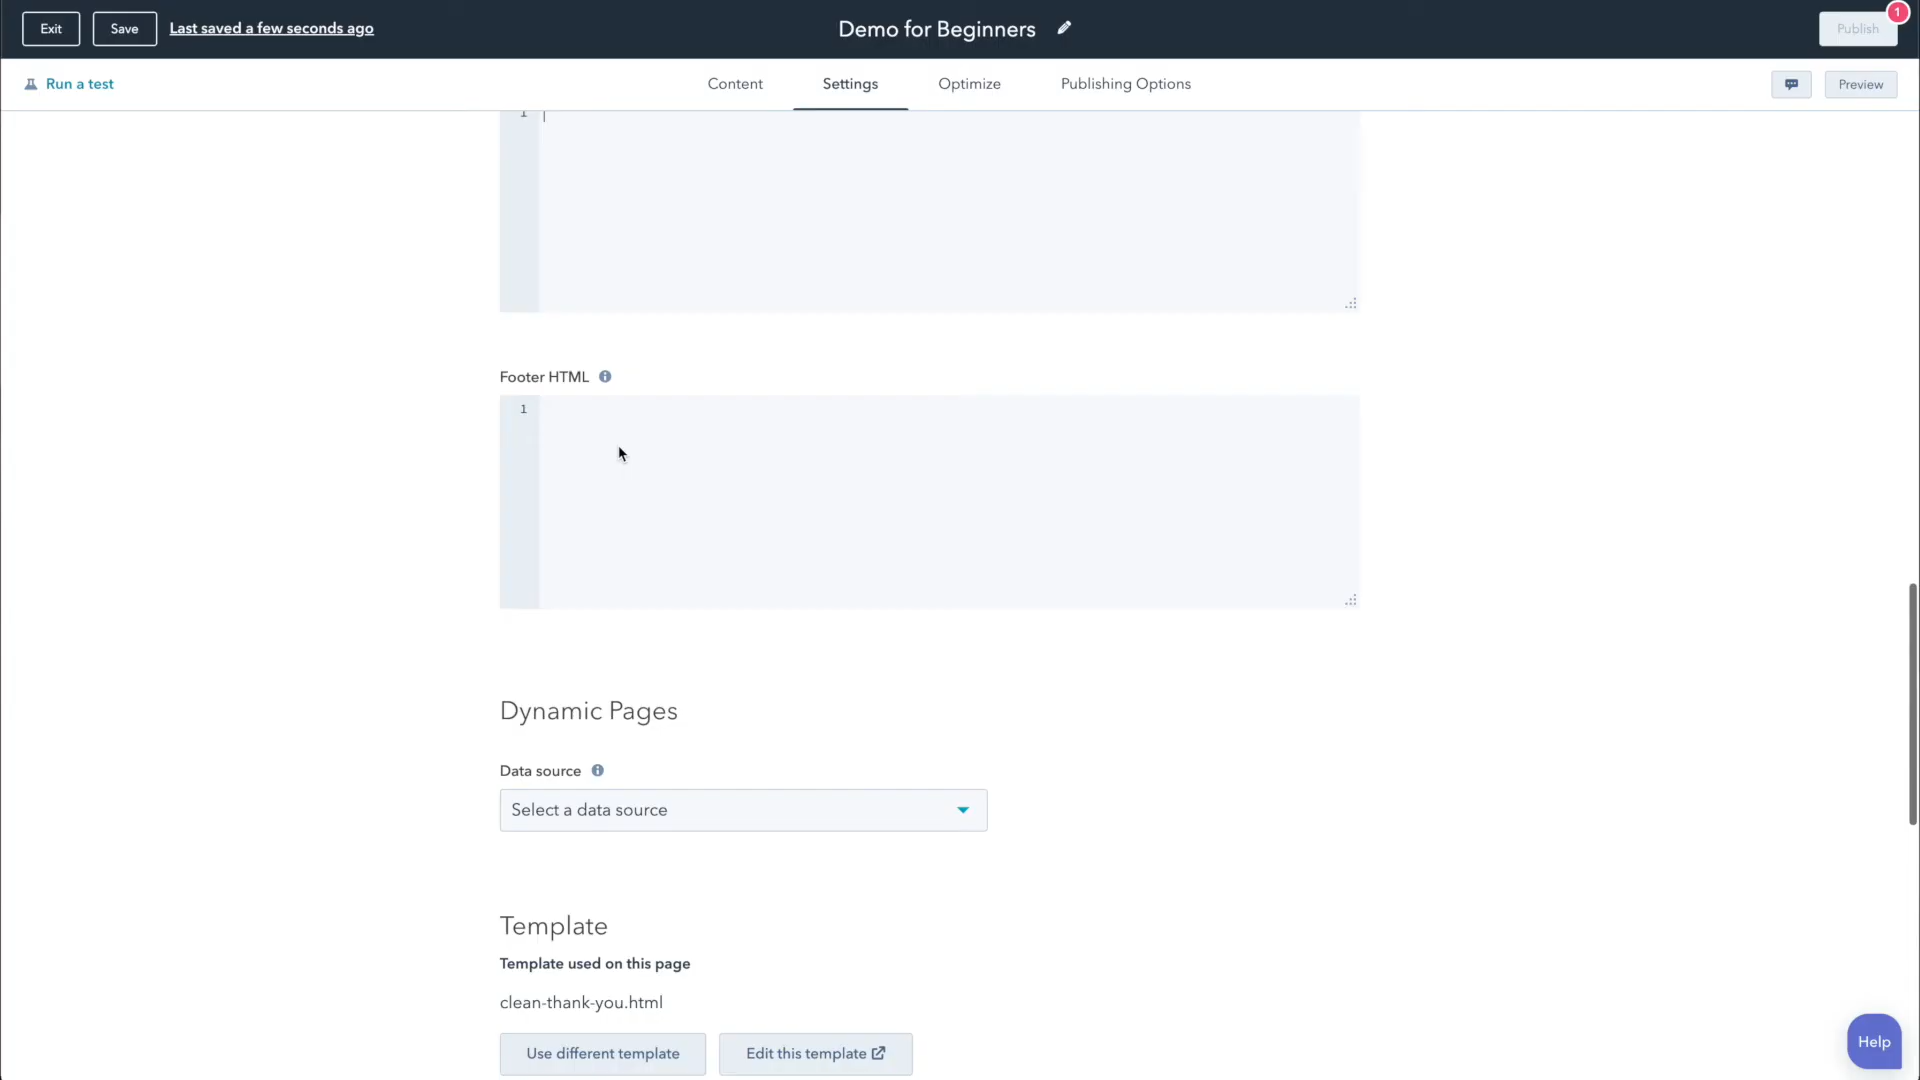 Exit
Save
Last saved a few seconds ago
Demo for Beginners
Publish
1
Run a test
Content
Settings
Optimize
Publishing Options
Preview
1
Footer HTML
1
Dynamic Pages
Data source
Select a data source
Template
Template used on this page
clean-thank-you.html
Use different template
Edit this template
Help